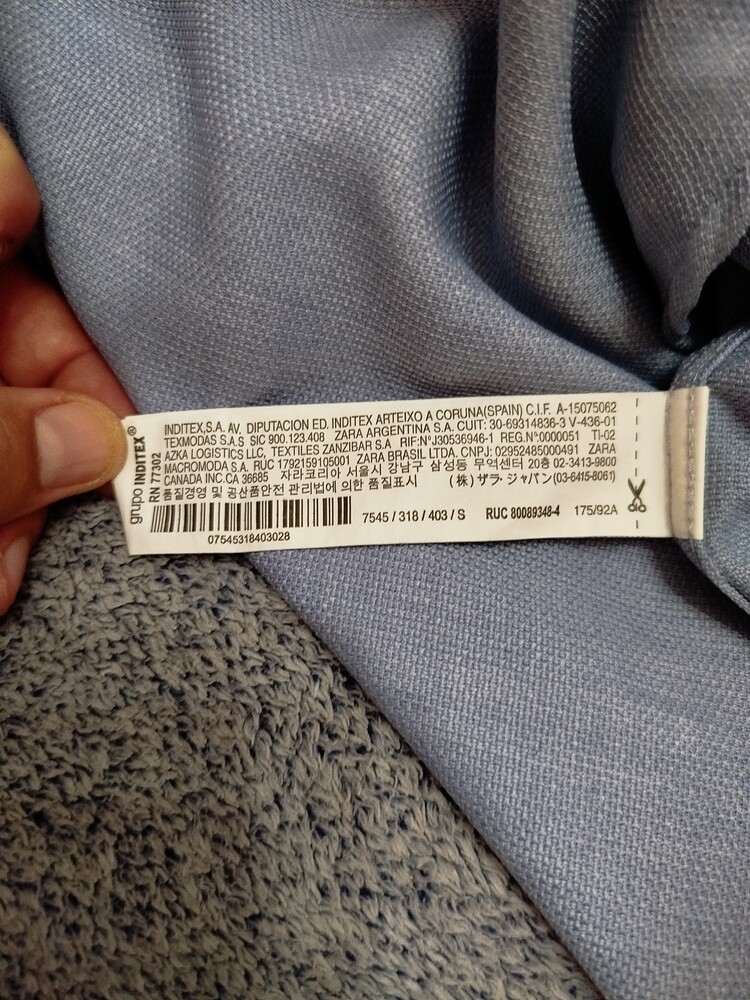 grupo INDITEX®
RN 77302
INDITEX,S.A. AV. DIPUTACION ED. INDITEX ARTEIXO A CORUNA(SPAIN) C.I.F. A-15075062
TEXMODAS S.A.S SIC 900.123.408 ZARA ARGENTINA S.A. CUIT: 30-69314836-3 V-436-01
AZKA LOGISTICS LLC, TEXTILES ZANZIBAR S.A RIF:N°J30536946-1 REG.N°0000051 TI-02
MACROMODA S.A. RUC 1792159105001 ZARA BRASIL LTDA. CNPJ: 02952485000491 ZARA
CANADA INC.CA 36685 자라코리아 서울시 강남구 삼성동 무역센터 20층 02-3413-9800
품질경영 및 공산품안전 관리법에 의한 품질표시 (株) ザラ・ジャパン(03-6415-8061)
7545 / 318 / 403 / S RUC 80089348-4 175/92A
07545318403028